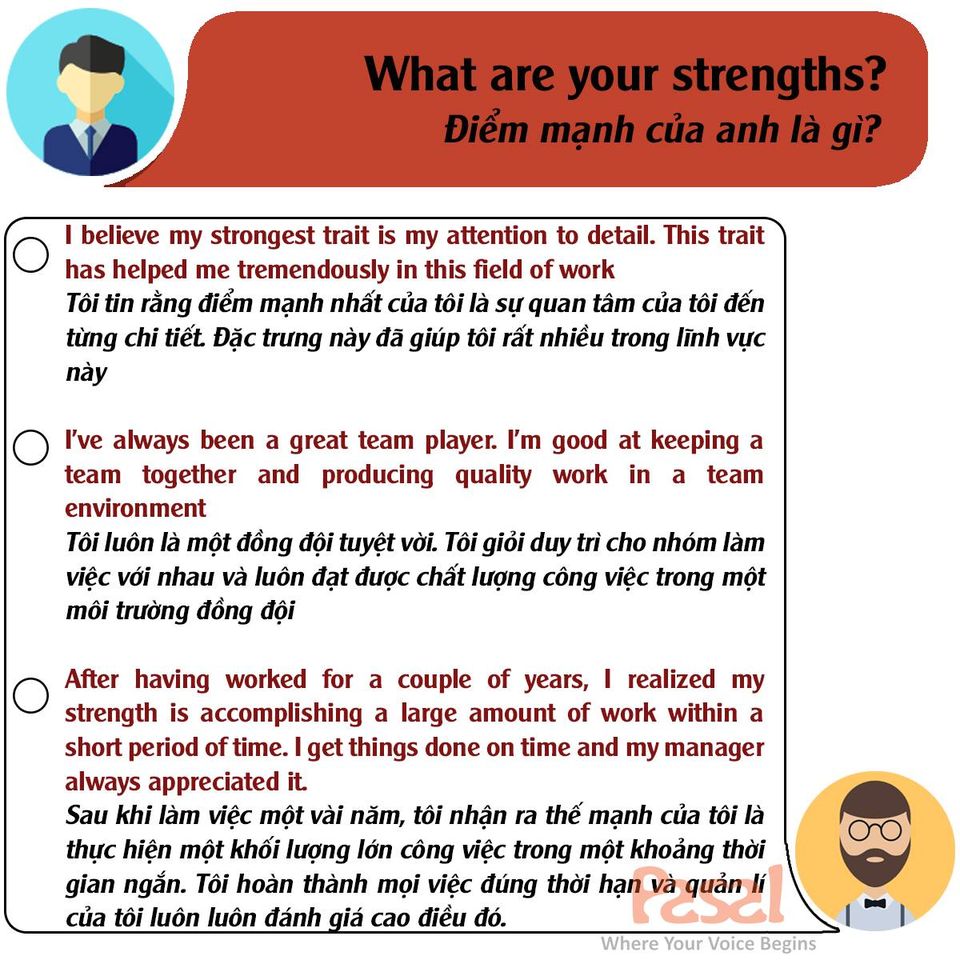 What are your strengths?
Điểm mạnh của anh là gì?
I believe my strongest trait is my attention to detail. This trait
has helped me tremendously in this field of work
Tôi tin rằng điểm mạnh nhất của tôi là sự quan tâm của tôi đến
từng chi tiết. Đặc trưng này đã giúp tôi rất nhiều trong lĩnh vực
này
I've always been a great team player. I'm good at keeping a
team together and producing quality work in a team
environment
Tôi luôn là một đồng đội tuyệt vời. Tôi giỏi duy trì cho nhóm làm
việc với nhau và luôn đạt được chất lượng công việc trong một
môi trường đồng đội
After having worked for a couple of years, I realized my
strength is accomplishing a large amount of work within a
short period of time. I get things done on time and my manager
always appreciated it.
Sau khi làm việc một vài năm, tôi nhận ra thế mạnh của tôi là
thực hiện một khối lượng lớn công việc trong một khoảng thời
gian ngắn. Tôi hoàn thành mọi việc đúng thời hạn và quản lí
của tôi luôn luôn đánh giá cao điều đó.
Pasal
Where Your Voice Begins